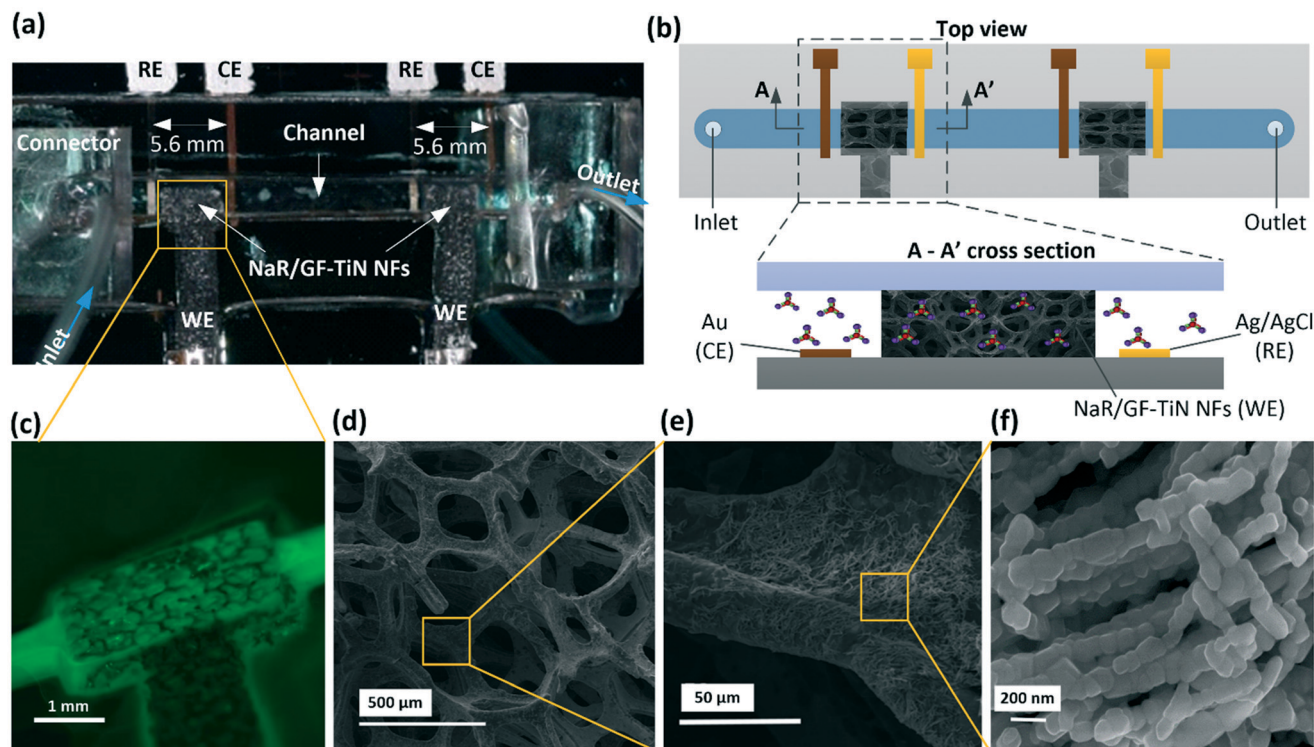 (a)
RE CE RE CE
Connector
5.6 mm
Channel
5.6 mm
Outlet
NaR/GF-TiN NFs
WE
WE
Inlet
(b)
Top view
A A'
Inlet
Outlet
A - A' cross section
Au
(CE)
Ag/AgCl
(RE)
NaR/GF-TiN NFs (WE)
(c)
1 mm
(d)
500 µm
(e)
50 µm
(f)
200 nm